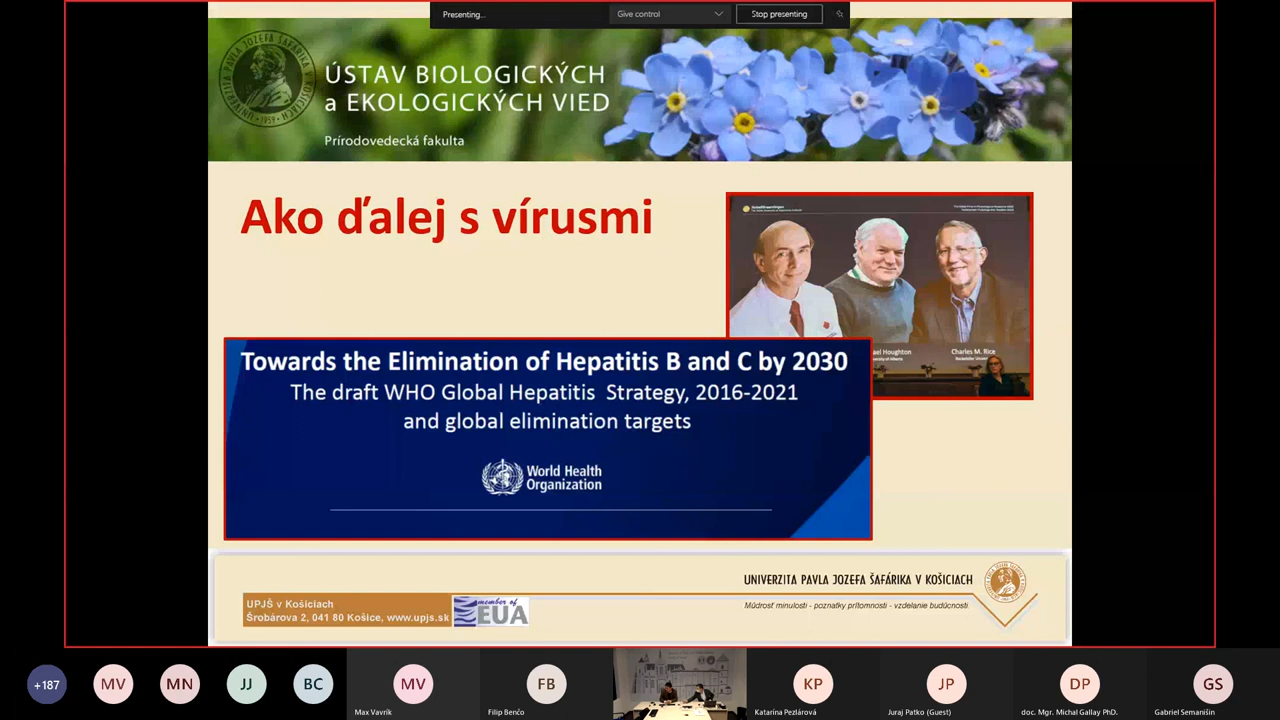 Presenting...
Give control
Stop presenting
ÚSTAV BIOLOGICKÝCH
a EKOLOGICKÝCH VIED
Prírodovedecká fakulta
Ako ďalej s vírusmi
ael Houghton
Charles M. Rice
Towards the Elimination of Hepatitis B and C by 2030
The draft WHO Global Hepatitis Strategy, 2016-2021
and global elimination targets
World Health
Organization
UNIVERZITA PAVLA JOZEFA ŠAFÁRIKA V KOŠICIACH
Múdrosť minulosti - poznatky prítomnosti - vzdelanie budúcnosti
UPJŠ v Košiciach
Šrobárova 2, 041 80 Košice, www.upjs.sk
member of
EUA
+187
MV
MN
JJ
BC
MV
Max Vavrík
FB
Filip Benčo
KP
Katarína Pezlárová
JP
Juraj Paťko (Guest)
DP
doc. Mgr. Michal Gallay PhD.
GS
Gabriel Semanšin